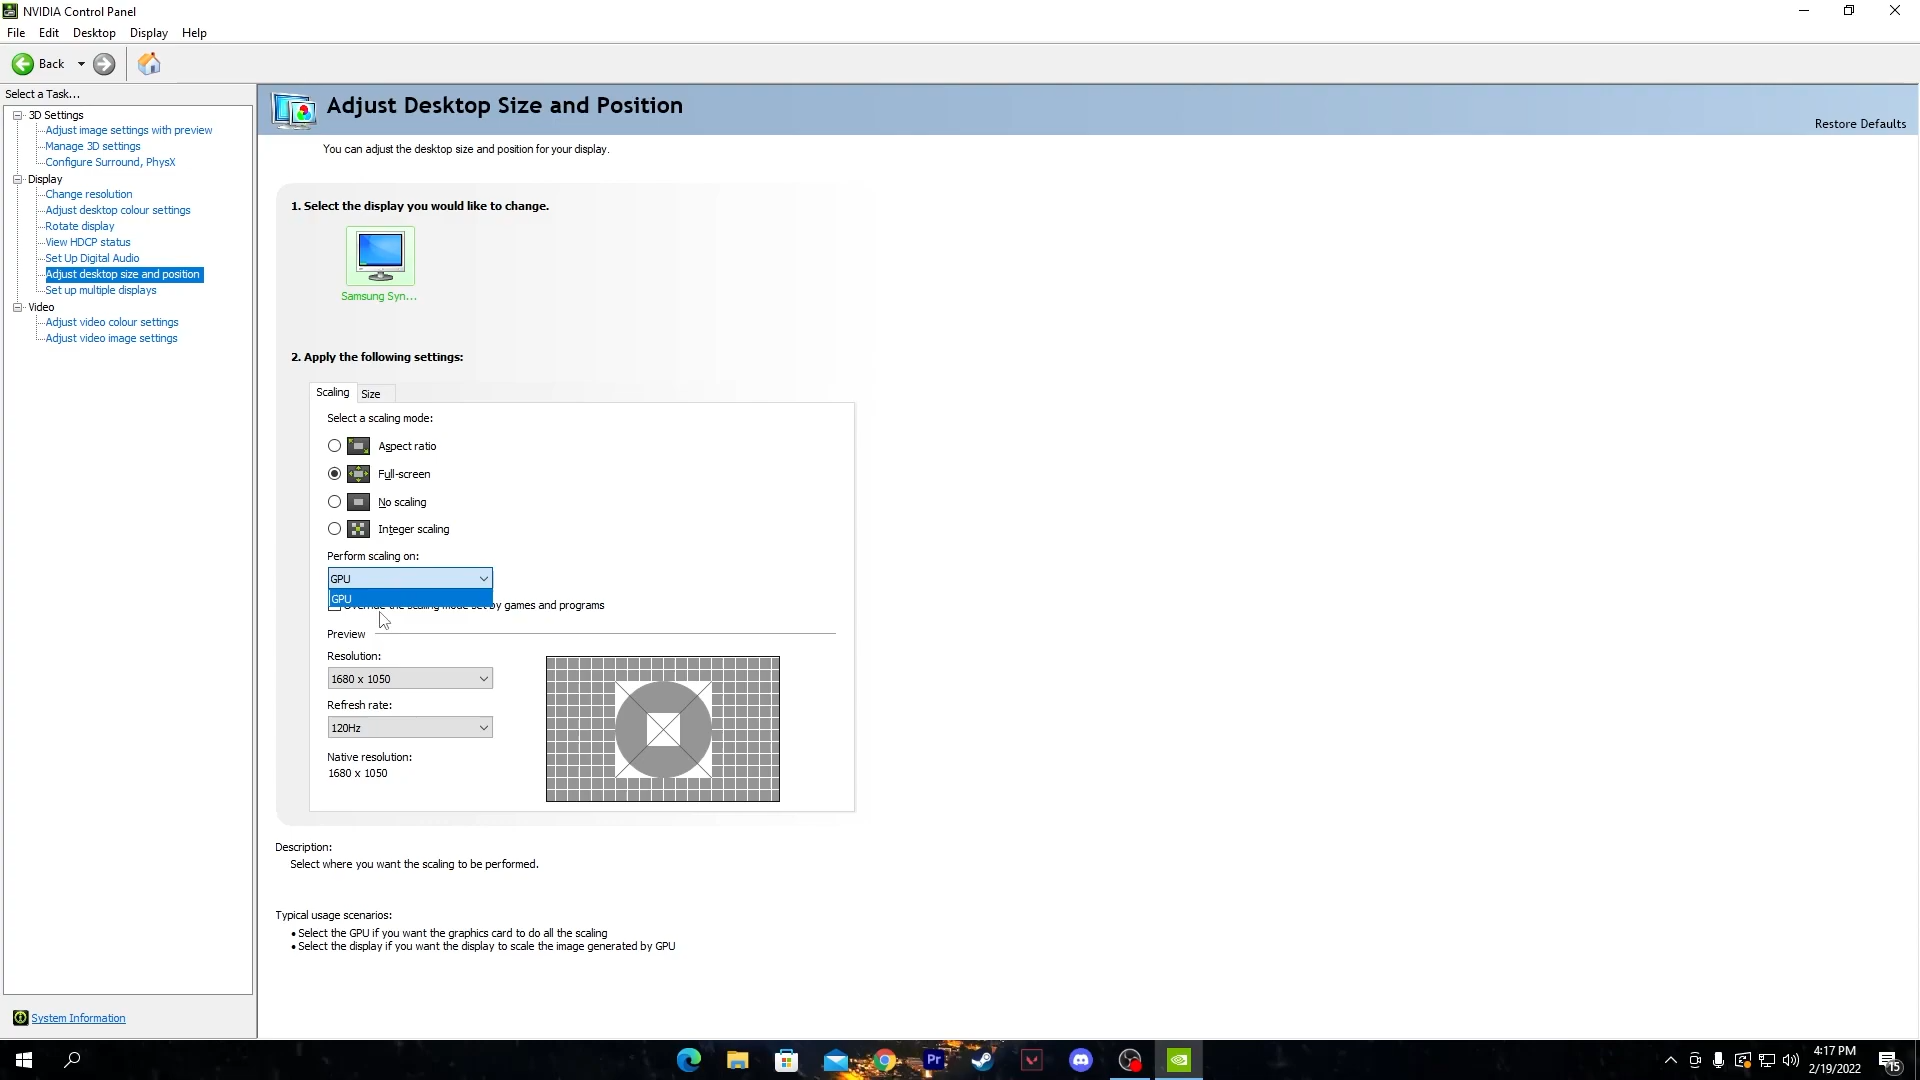 NVIDIA Control Panel
File Edit Desktop Display Help
Back
Select a Task...
3D Settings
Adjust image settings with preview
Manage 3D settings
Configure Surround, PhysX
Display
Change resolution
Adjust desktop colour settings
Rotate display
View HDCP status
Set Up Digital Audio
Adjust desktop size and position
Set up multiple displays
Video
Adjust video colour settings
Adjust video image settings
System Information
Adjust Desktop Size and Position
Restore Defaults
You can adjust the desktop size and position for your display.
1. Select the display you would like to change.
Samsung Syn...
2. Apply the following settings:
Scaling Size
Select a scaling mode:
Aspect ratio
Full-screen
No scaling
Integer scaling
Perform scaling on:
GPU
GPU
Override the scaling mode set by games and programs
Preview
Resolution:
1680 x 1050
Refresh rate:
120Hz
Native resolution:
1680 x 1050
Description:
Select where you want the scaling to be performed.
Typical usage scenarios:
• Select the GPU if you want the graphics card to do all the scaling
• Select the display if you want the display to scale the image generated by GPU
Pr
4:17 PM
2/19/2022
15